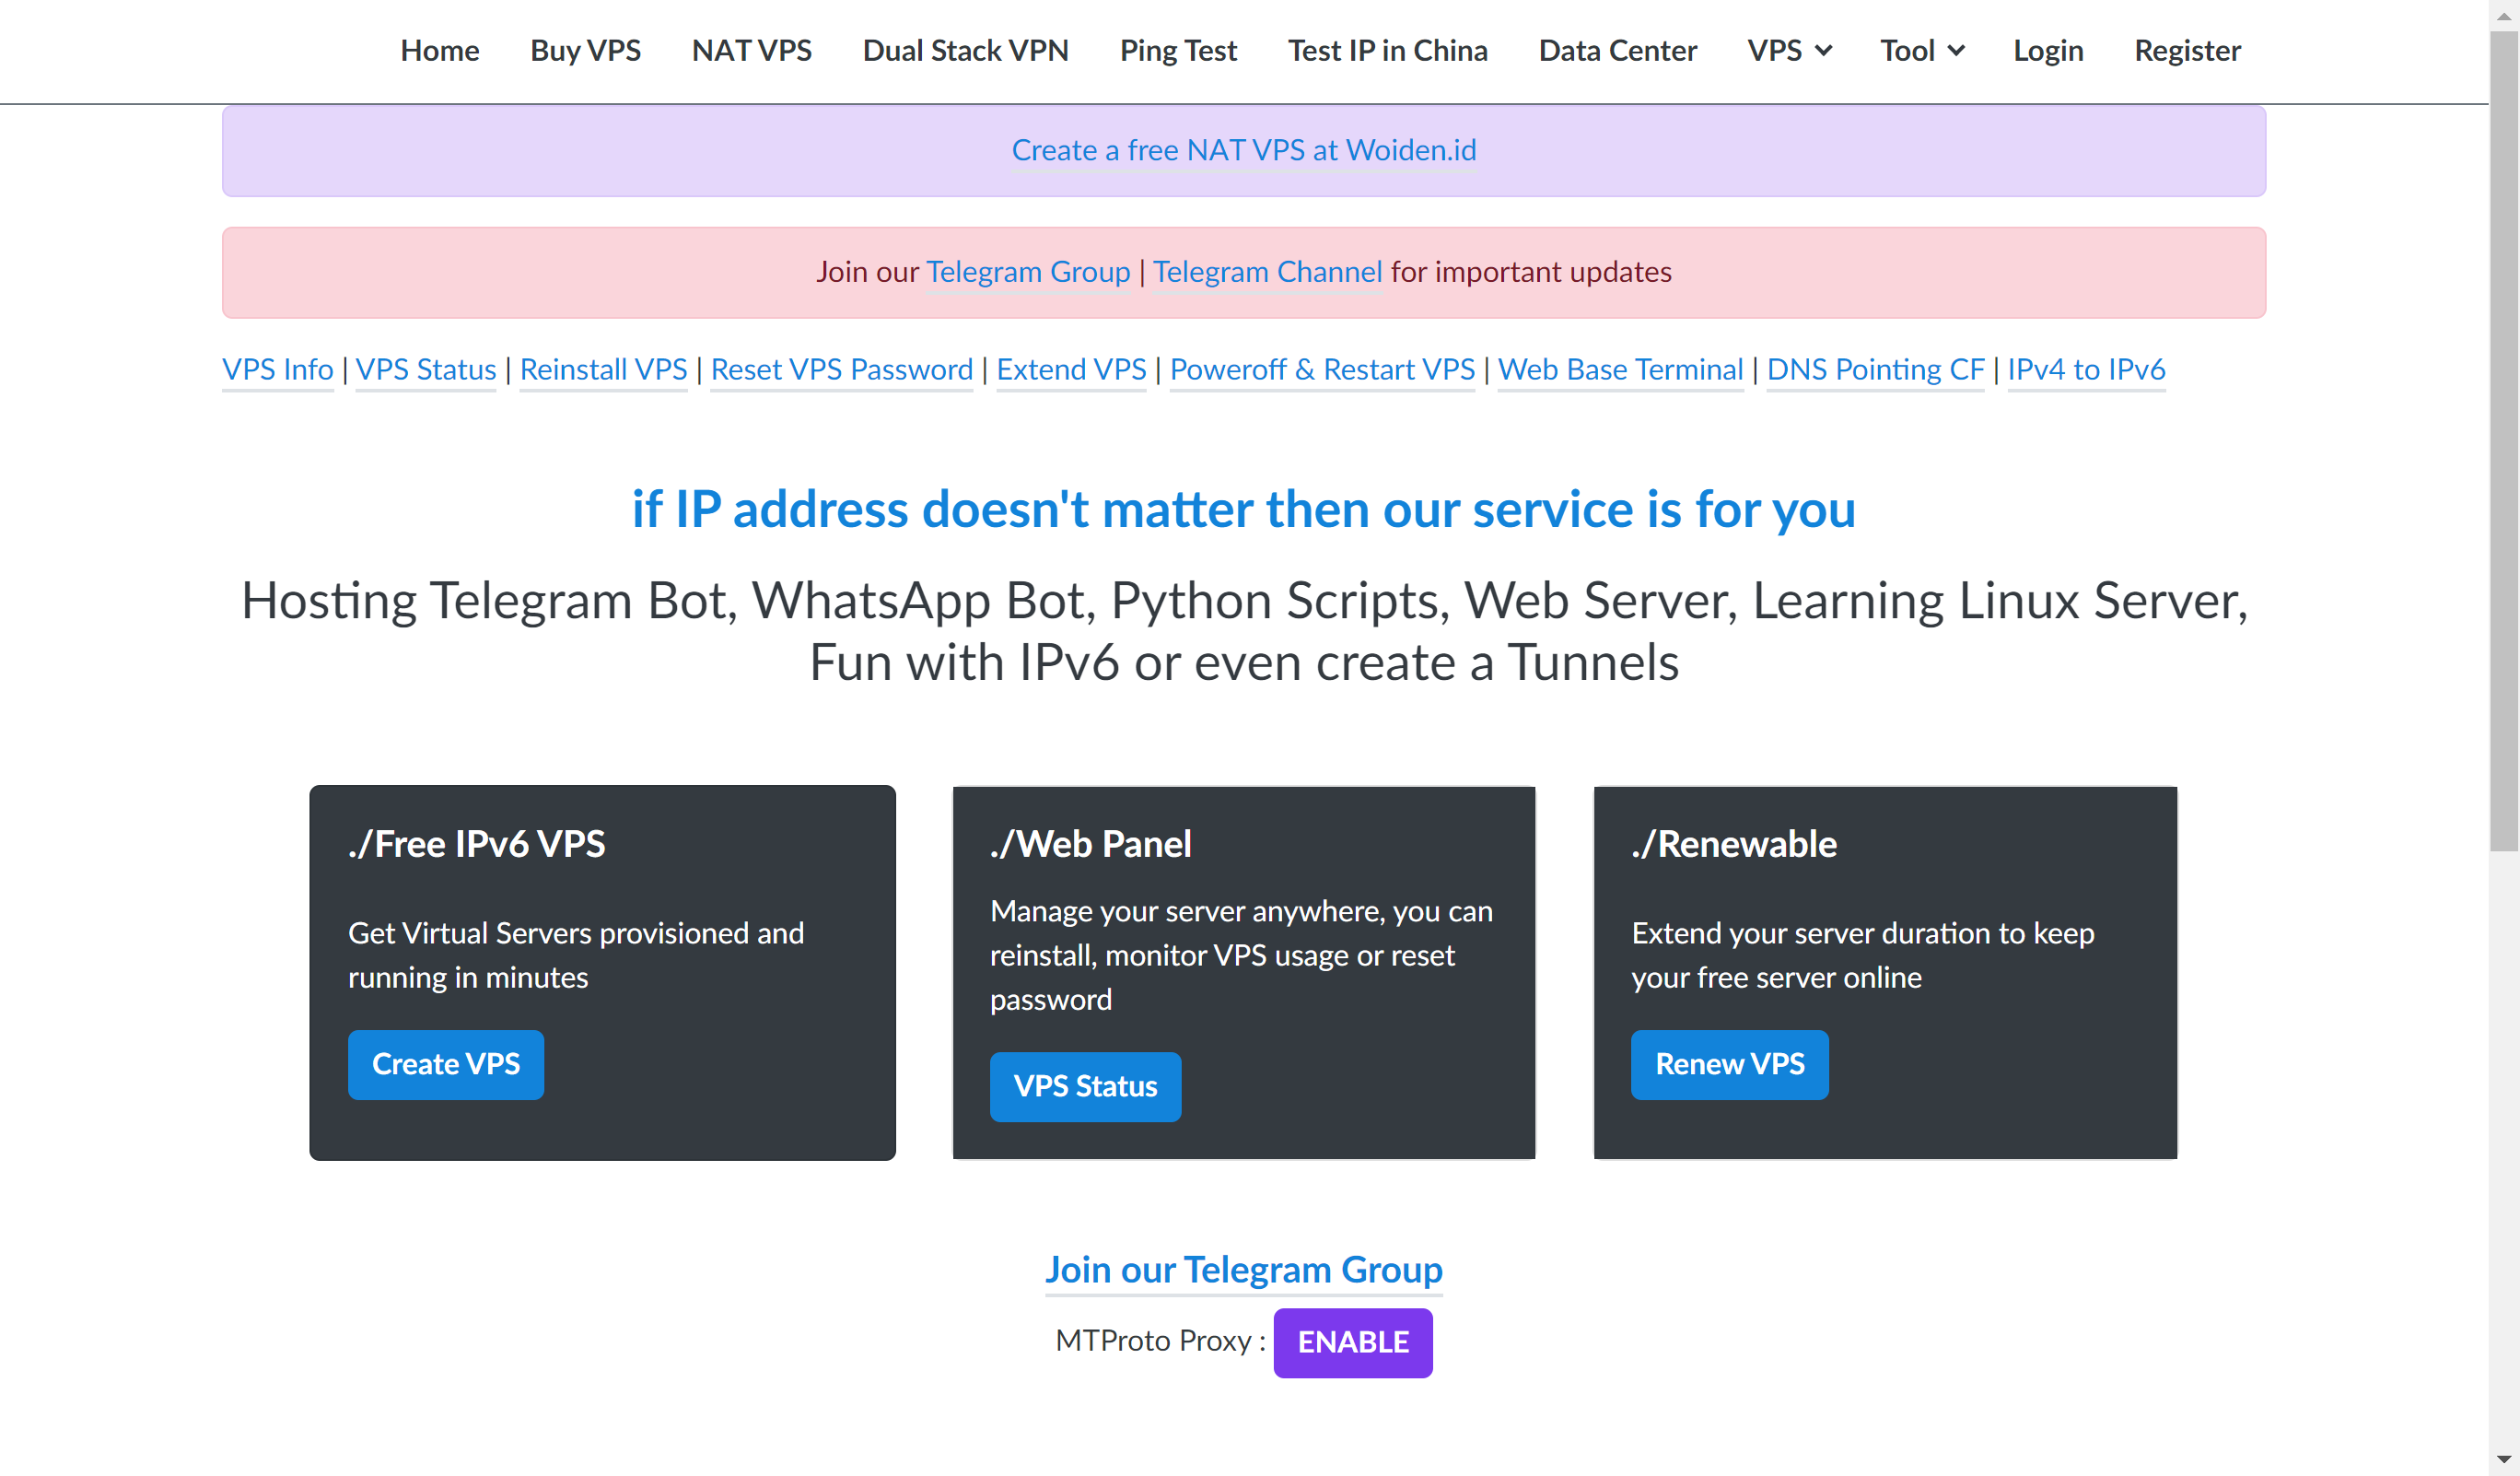 Home Buy VPS NAT VPS Dual Stack VPN Ping Test Test IP in China Data Center VPS Tool Login Register
Create a free NAT VPS at Woiden.id
Join our Telegram Group | Telegram Channel for important updates
VPS Info | VPS Status | Reinstall VPS | Reset VPS Password | Extend VPS | Poweroff & Restart VPS | Web Base Terminal | DNS Pointing CF | IPv4 to IPv6
if IP address doesn't matter then our service is for you
Hosting Telegram Bot, WhatsApp Bot, Python Scripts, Web Server, Learning Linux Server,
Fun with IPv6 or even create a Tunnels
./Free IPv6 VPS
Get Virtual Servers provisioned and
running in minutes
Create VPS
./Web Panel
Manage your server anywhere, you can
reinstall, monitor VPS usage or reset
password
VPS Status
./Renewable
Extend your server duration to keep
your free server online
Renew VPS
Join our Telegram Group
MTProto Proxy : ENABLE